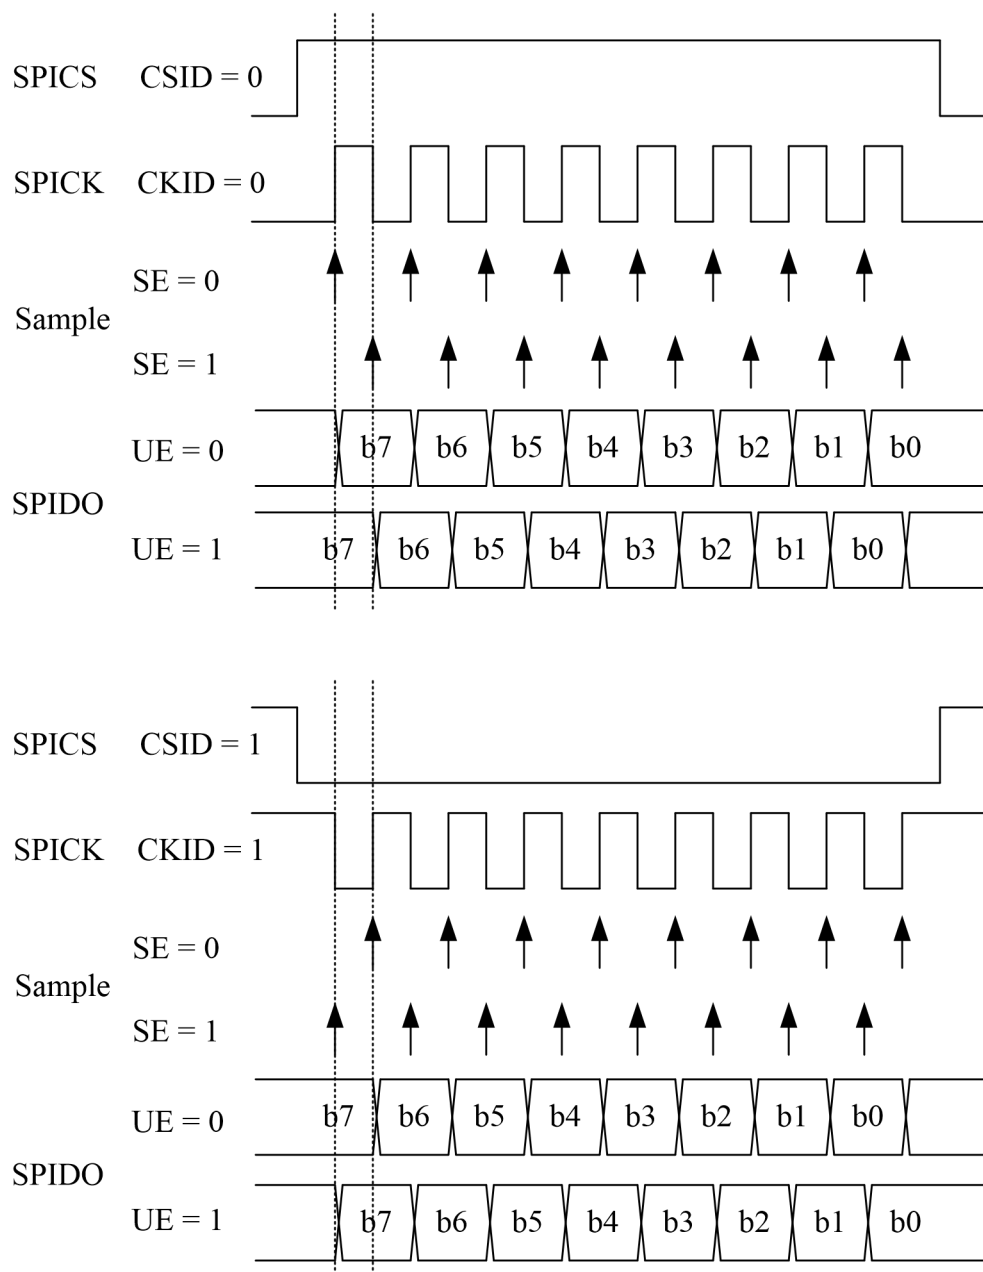 SPICS CSID = 0
SPICK CKID = 0
SE = 0
Sample
SE = 1
UE = 0 b7 b6 b5 b4 b3 b2 b1 b0
SPIDO
UE = 1 b7 b6 b5 b4 b3 b2 b1 b0
SPICS CSID = 1
SPICK CKID = 1
SE = 0
Sample
SE = 1
UE = 0 b7 b6 b5 b4 b3 b2 b1 b0
SPIDO
UE = 1 b7 b6 b5 b4 b3 b2 b1 b0